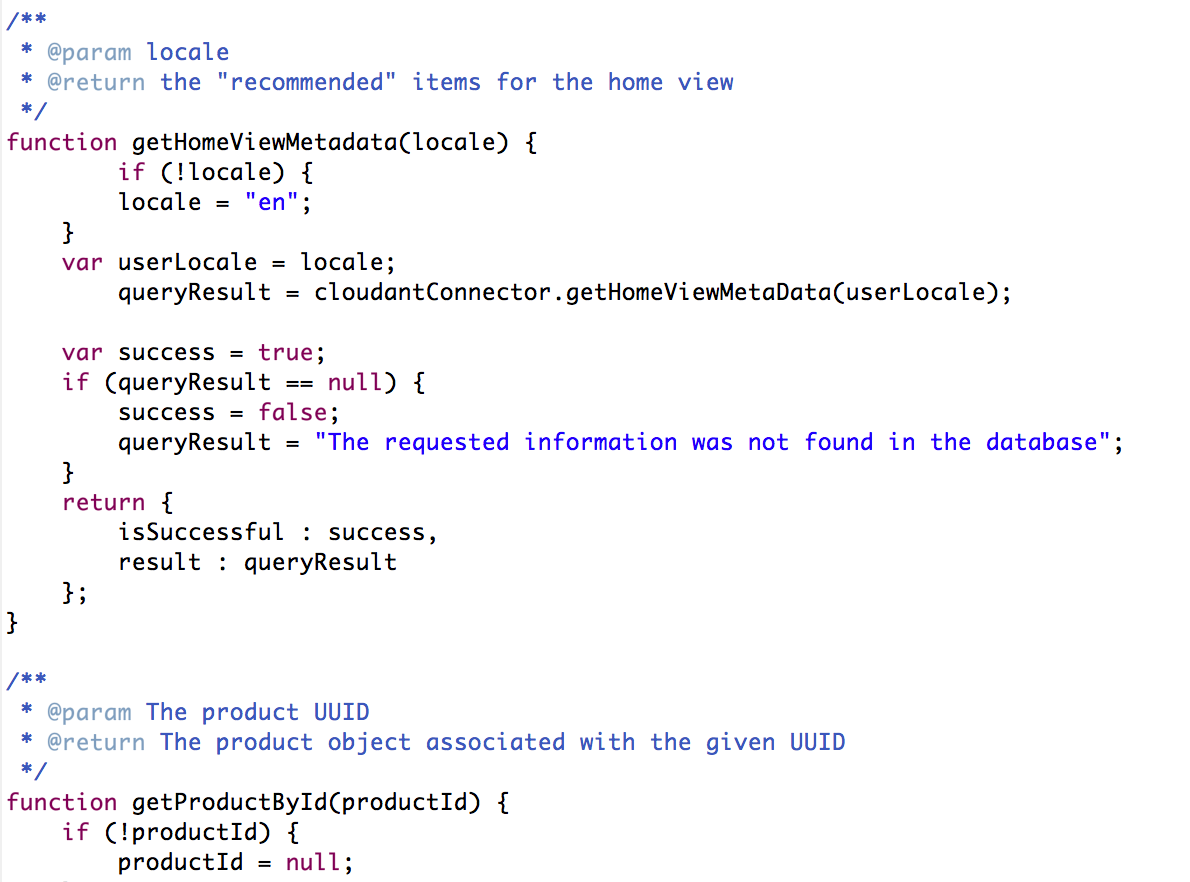 /**
 * @param locale
 * @return the "recommended" items for the home view
 */
function getHomeViewMetadata(locale) {
        if (!locale) {
        locale = "en";
    }
    var userLocale = locale;
        queryResult = cloudantConnector.getHomeViewMetaData(userLocale);

    var success = true;
    if (queryResult == null) {
        success = false;
        queryResult = "The requested information was not found in the database";
    }
    return {
        isSuccessful : success,
        result : queryResult
    };
}

/**
 * @param The product UUID
 * @return The product object associated with the given UUID
 */
function getProductById(productId) {
    if (!productId) {
        productId = null;